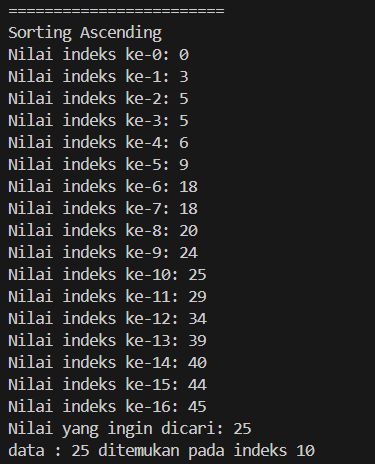 ========================
Sorting Ascending
Nilai indeks ke-0: 0
Nilai indeks ke-1: 3
Nilai indeks ke-2: 5
Nilai indeks ke-3: 5
Nilai indeks ke-4: 6
Nilai indeks ke-5: 9
Nilai indeks ke-6: 18
Nilai indeks ke-7: 18
Nilai indeks ke-8: 20
Nilai indeks ke-9: 24
Nilai indeks ke-10: 25
Nilai indeks ke-11: 29
Nilai indeks ke-12: 34
Nilai indeks ke-13: 39
Nilai indeks ke-14: 40
Nilai indeks ke-15: 44
Nilai indeks ke-16: 45
Nilai yang ingin dicari: 25
data : 25 ditemukan pada indeks 10